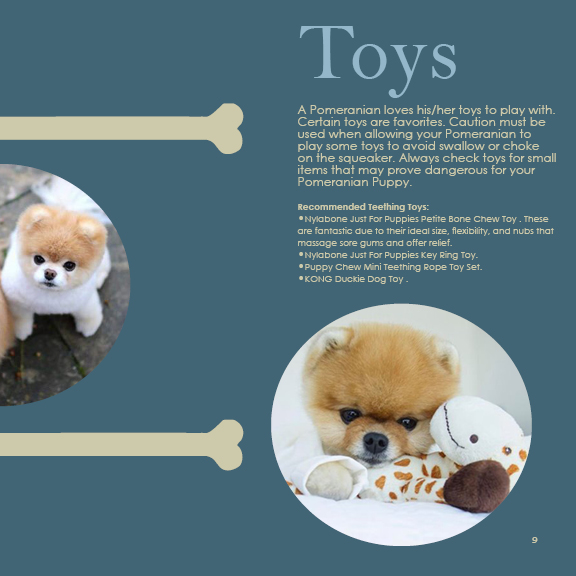 Toys
A Pomeranian loves his/her toys to play with.
Certain toys are favorites. Caution must be
used when allowing your Pomeranian to
play some toys to avoid swallow or choke
on the squeaker. Always check toys for small
items that may prove dangerous for your
Pomeranian Puppy.
Recommended Teething Toys:
•Nylabone Just For Puppies Petite Bone Chew Toy . These
are fantastic due to their ideal size, flexibility, and nubs that
massage sore gums and offer relief.
•Nylabone Just For Puppies Key Ring Toy.
•Puppy Chew Mini Teething Rope Toy Set.
•KONG Duckie Dog Toy .
9